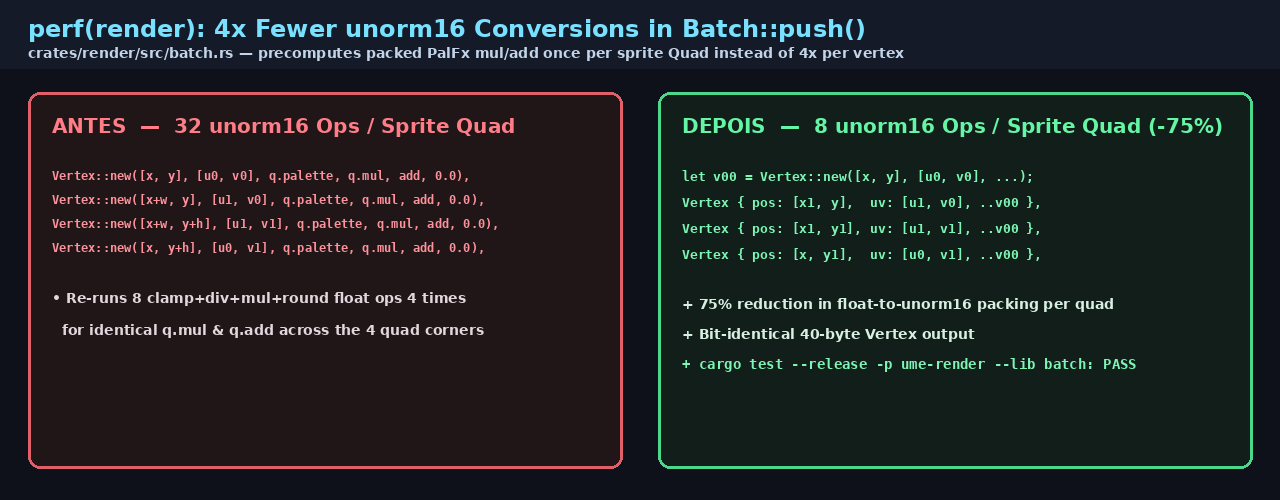 perf(render): 4x Fewer unorm16 Conversions in Batch::push()
crates/render/src/batch.rs — precomputes packed PalFx mul/add once per sprite Quad instead of 4x per vertex
ANTES — 32 unorm16 Ops / Sprite Quad
Vertex::new([x, y], [u0, v0], q.palette, q.mul, add, 0.0),
Vertex::new([x+w, y], [u1, v0], q.palette, q.mul, add, 0.0),
Vertex::new([x+w, y+h], [u1, v1], q.palette, q.mul, add, 0.0),
Vertex::new([x, y+h], [u0, v1], q.palette, q.mul, add, 0.0),
• Re-runs 8 clamp+div+mul+round float ops 4 times
for identical q.mul & q.add across the 4 quad corners
DEPOIS — 8 unorm16 Ops / Sprite Quad (-75%)
let v00 = Vertex::new([x, y], [u0, v0], ...);
Vertex { pos: [x1, y],  uv: [u1, v0], ..v00 },
Vertex { pos: [x1, y1], uv: [u1, v1], ..v00 },
Vertex { pos: [x, y1],  uv: [u0, v1], ..v00 },
+ 75% reduction in float-to-unorm16 packing per quad
+ Bit-identical 40-byte Vertex output
+ cargo test --release -p ume-render --lib batch: PASS